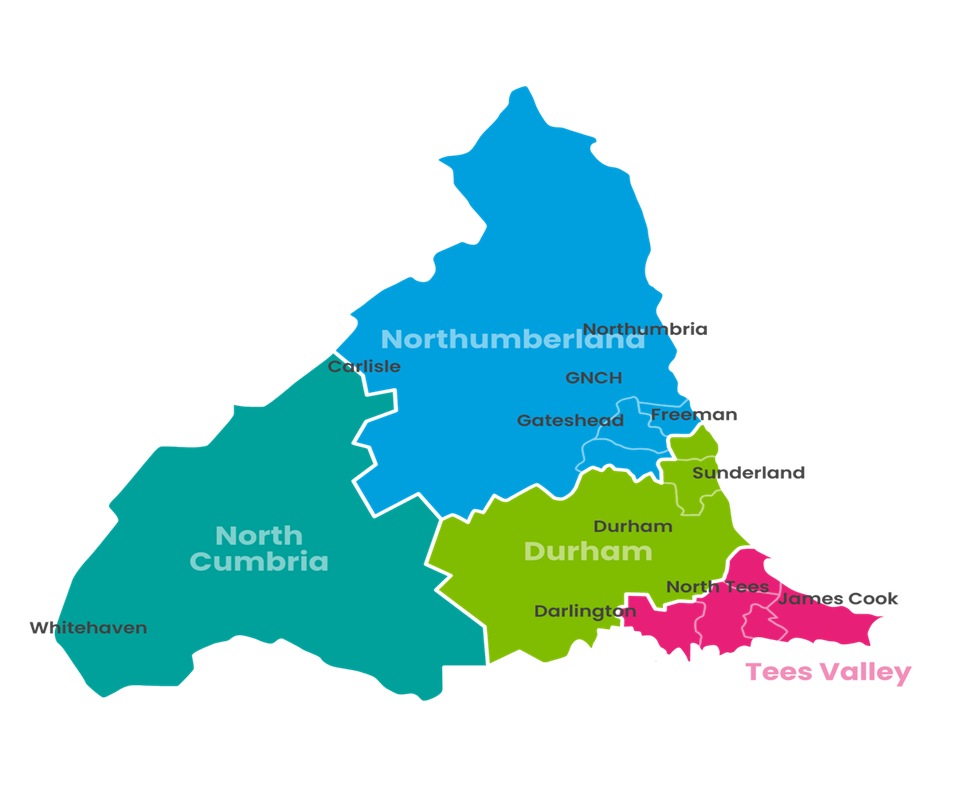 Northumbria
Northumberland
Carlisle
GNCH
Freeman
Gateshead
Sunderland
Durham
North
Cumbria
Durham
North Tees
James Cook
Darlington
Whitehaven
Tees Valley